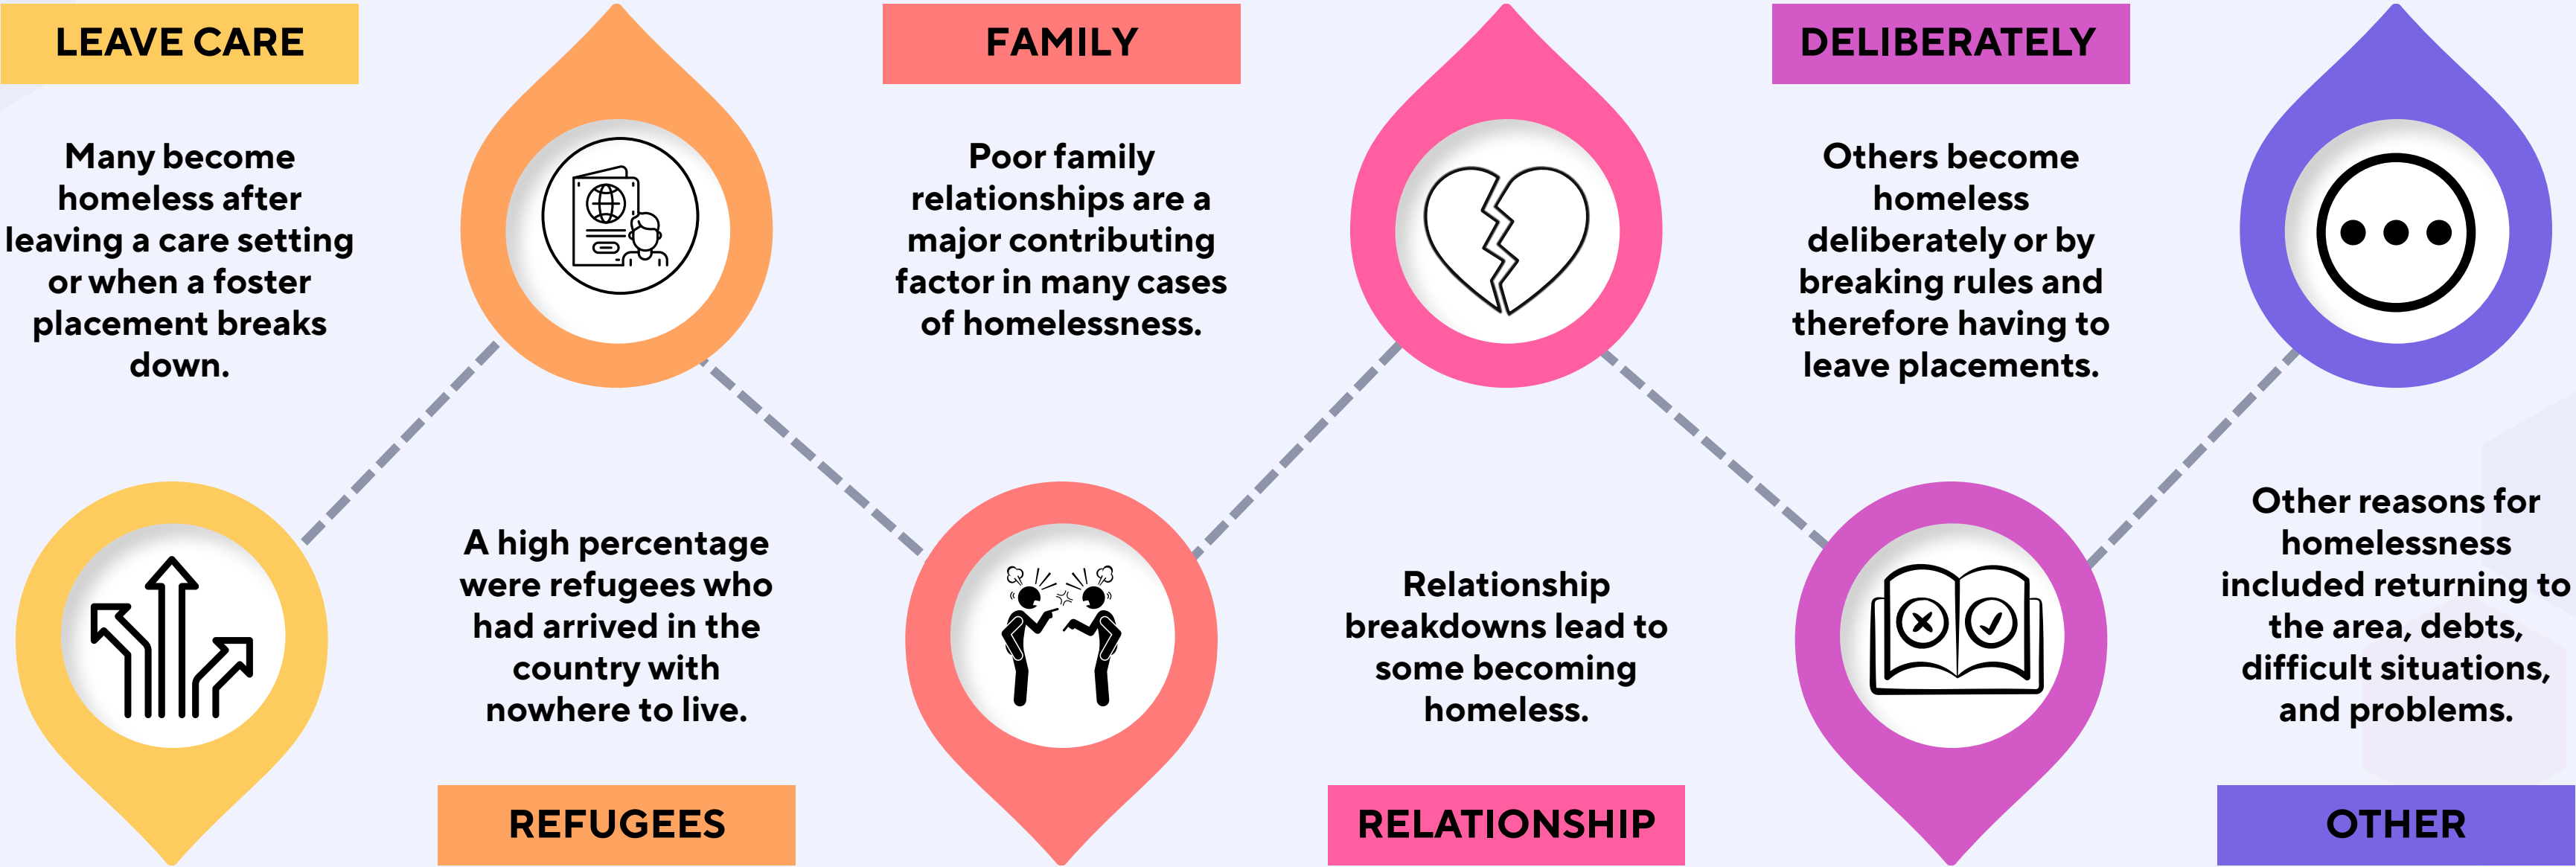 LEAVE CARE
Many become
homeless after
leaving a care setting
or when a foster
placement breaks
down.
A high percentage
were refugees who
had arrived in the
country with
nowhere to live.
REFUGEES
FAMILY
Poor family
relationships are a
major contributing
factor in many cases
of homelessness.
Relationship
breakdowns lead to
some becoming
homeless.
RELATIONSHIP
DELIBERATELY
Others become
homeless
deliberately or by
breaking rules and
therefore having to
leave placements.
Other reasons for
homelessness
included returning to
the area, debts,
difficult situations,
and problems.
OTHER